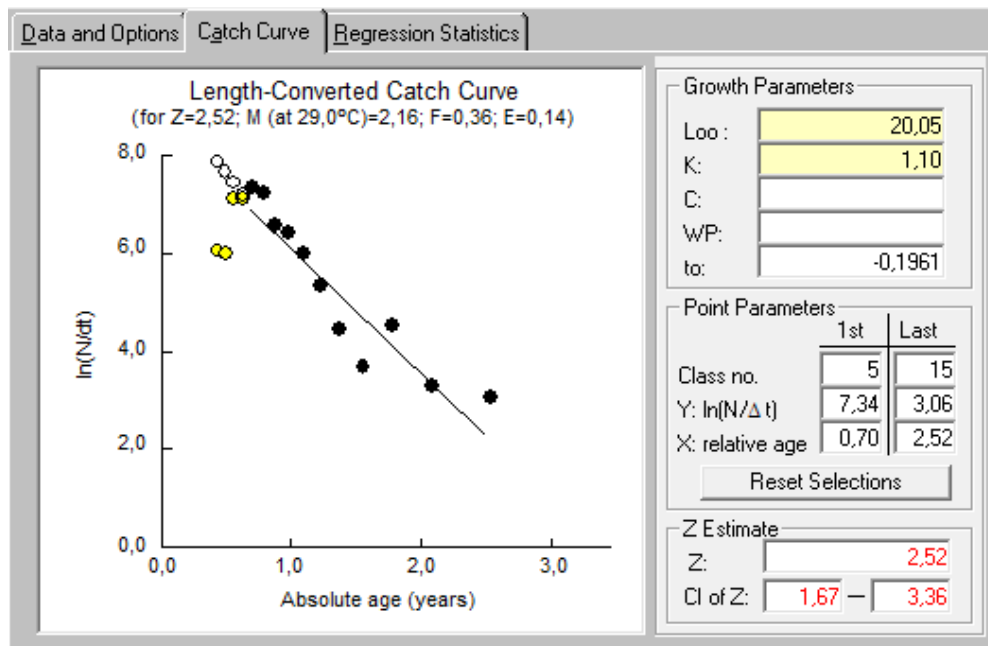 Data and Options Catch Curve Regression Statistics
Length-Converted Catch Curve
(for Z=2,52; M (at 29,0ºC)=2,16; F=0,36; E=0,14)
8,0
6,0
4,0
2,0
0,0
ln(N/dt)
0,0 1,0 2,0 3,0
Absolute age (years)
Growth Parameters
Loo : 20,05
K: 1,10
C:
WP:
to: -0,1961
Point Parameters
1st Last
Class no. 5 15
Y: ln(N/Δ t) 7,34 3,06
X: relative age 0,70 2,52
Reset Selections
Z Estimate
Z: 2,52
CI of Z: 1,67 — 3,36